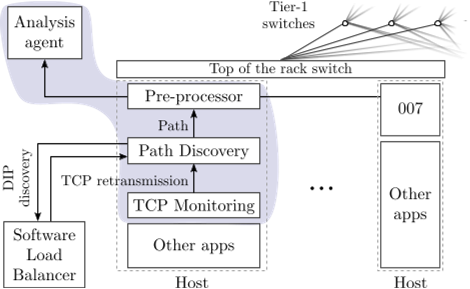 Analysis
agent
Tier-1
switches
Top of the rack switch
Pre-processor
007
Path
Path Discovery
DIP
discovery
TCP retransmission
...
TCP Monitoring
Other
apps
Software
Load
Balancer
Other apps
Host
Host